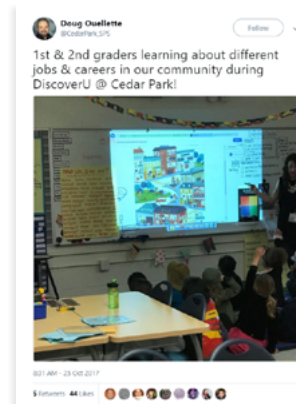 Doug Ouellette
@CedarPark_SPS
Follow
1st & 2nd graders learning about different
jobs & careers in our community during
DiscoverU @ Cedar Park!
8:31 AM - 25 Oct 2017
5 Retweets 44 Likes